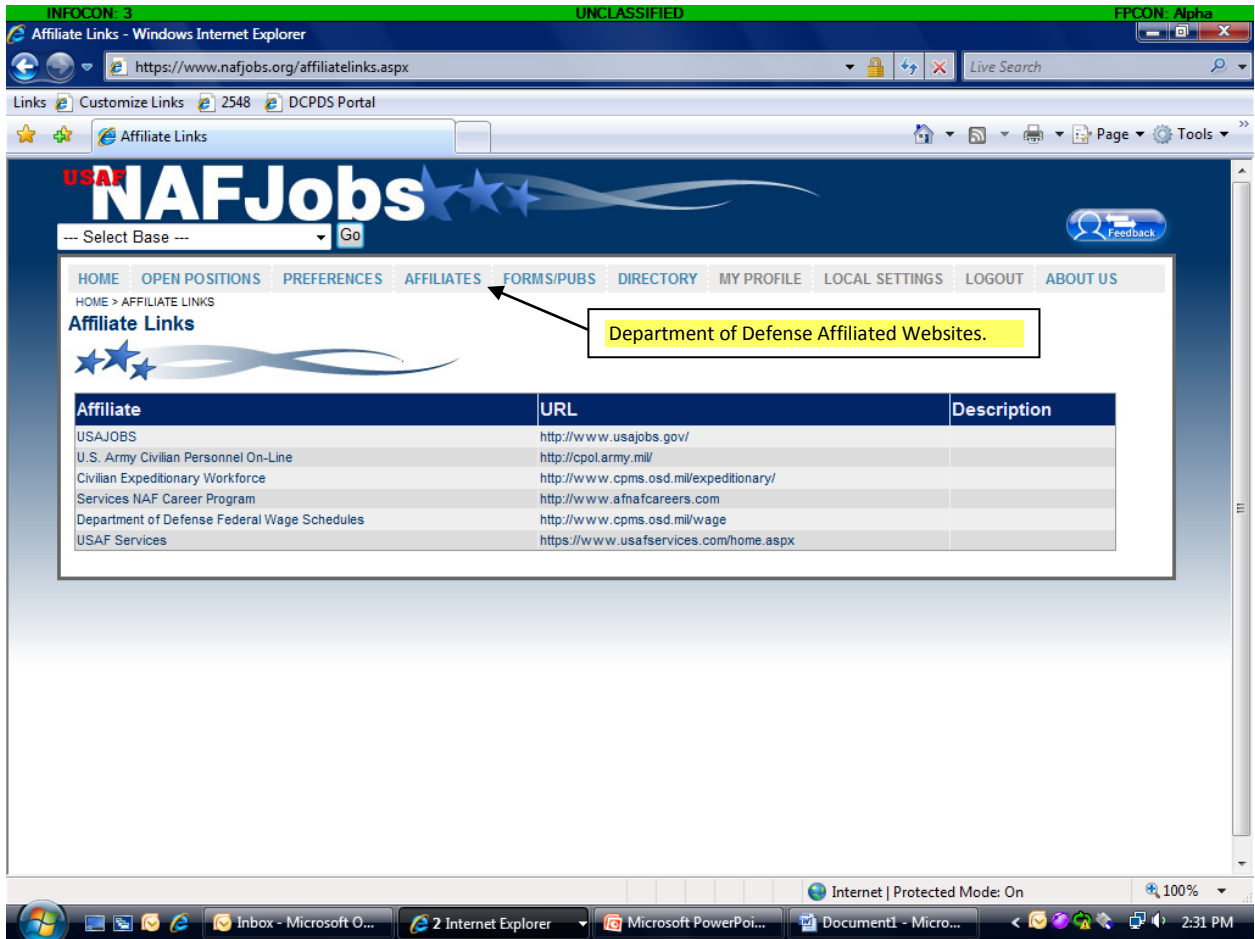 INFOCON: 3 UNCLASSIFIED FPCON: Alpha
Affiliate Links - Windows Internet Explorer
https://www.nafjobs.org/affiliatelinks.aspx Live Search
Links Customize Links 2548 DCPDS Portal
Affiliate Links Page Tools
USAF
NAFJobs
--- Select Base --- Go
Feedback
HOME OPEN POSITIONS PREFERENCES AFFILIATES FORMS/PUBS DIRECTORY MY PROFILE LOCAL SETTINGS LOGOUT ABOUT US
HOME > AFFILIATE LINKS
Affiliate Links
Department of Defense Affiliated Websites.
Affiliate URL Description
USAJOBS http://www.usajobs.gov/
U.S. Army Civilian Personnel On-Line http://cpol.army.mil/
Civilian Expeditionary Workforce http://www.cpms.osd.mil/expeditionary/
Services NAF Career Program http://www.afnafcareers.com
Department of Defense Federal Wage Schedules http://www.cpms.osd.mil/wage
USAF Services https://www.usafservices.com/home.aspx
Internet | Protected Mode: On 100%
Inbox - Microsoft O... 2 Internet Explorer Microsoft PowerPoi... Document1 - Micro... 2:31 PM